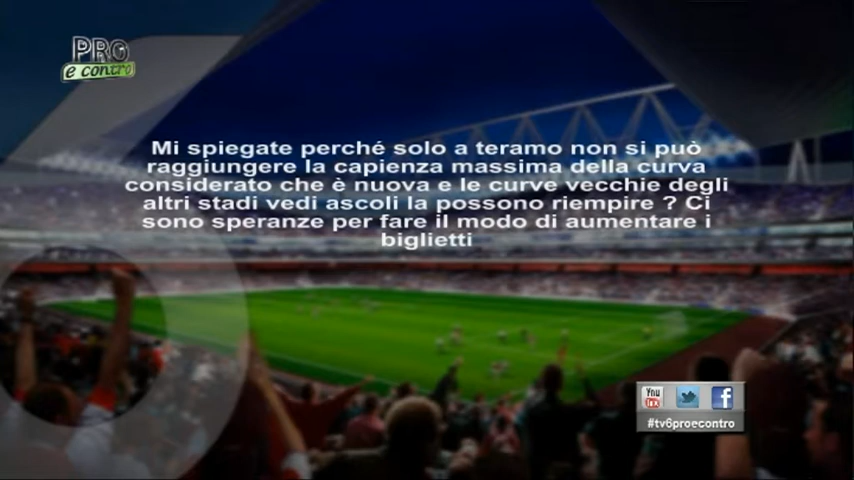 PRO
e contro
Mi spiegate perché solo a teramo non si può
raggiungere la capienza massima della curva
considerato che è nuova e le curve vecchie degli
altri stadi vedi ascoli la possono riempire ? Ci
sono speranze per fare il modo di aumentare i
biglietti
You
#tv6proecontro